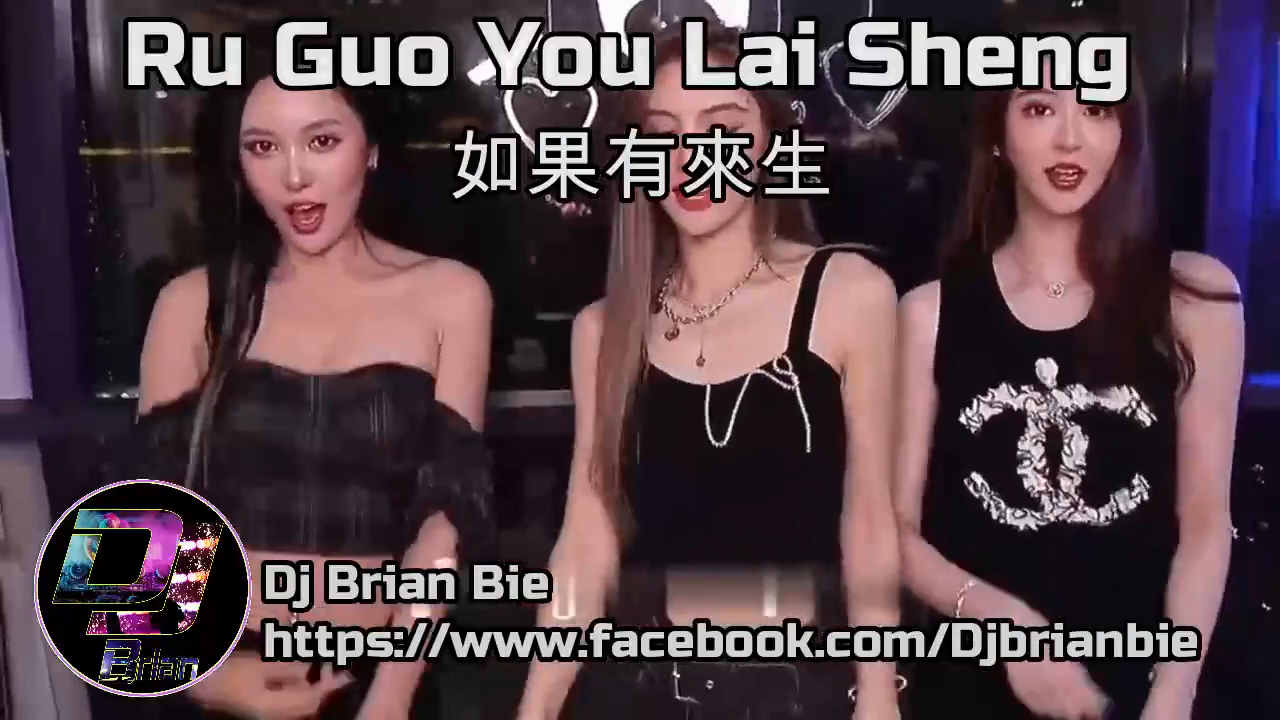 Ru Guo You Lai Sheng
如果有來生
DJ
Brian
Dj Brian Bie
https://www.facebook.com/Djbrianbie